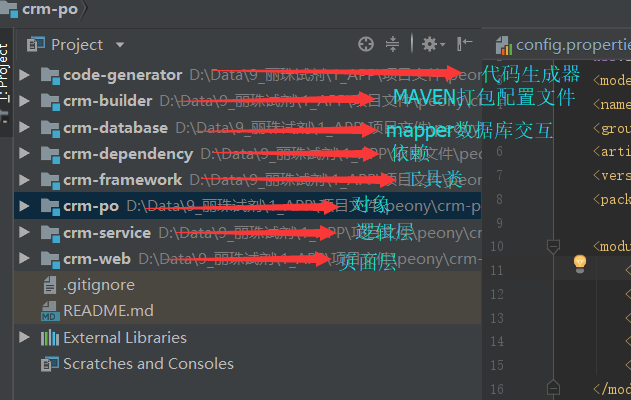 crm-po
Project
config.propertie
1: Project
code-generator D:\Data\9_丽珠试剂\1_APP\项目文件\peo 代码生成器
crm-builder D:\Data\9_丽珠试剂\1_APP\项目文件\peony MAVEN打包配置文件
crm-database D:\Data\9_丽珠试剂\1_APP\项目文件 mapper数据库交互
crm-dependency D:\Data\9_丽珠试剂\1_APP\项目文件\peo 依赖
crm-framework D:\Data\9_丽珠试剂\1_APP\项目文件\peor 工具类
crm-po D:\Data\9_丽珠试剂\1_APP\项目文件\peony\crm-p 对象
crm-service D:\Data\9_丽珠试剂\1_APP\项目文件\peony\cr 逻辑层
crm-web D:\Data\9_丽珠试剂\1_APP\项目文件\peony\crm- 页面层
.gitignore
MD README.md
External Libraries
Scratches and Consoles
<mode
<name
<grou
6 <arti
7 <vers
8 <pack
9
10 <modu
11 <
12 <
13 <
14 <
15 <
16 </mod